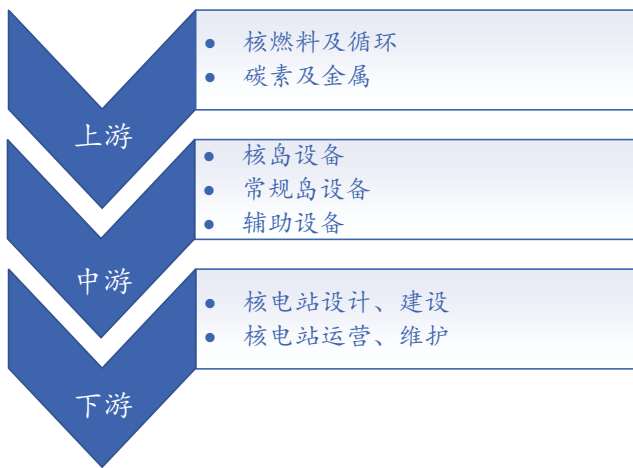 核燃料及循环
碳素及金属
上游
核岛设备
常规岛设备
辅助设备
中游
核电站设计、建设
核电站运营、维护
下游